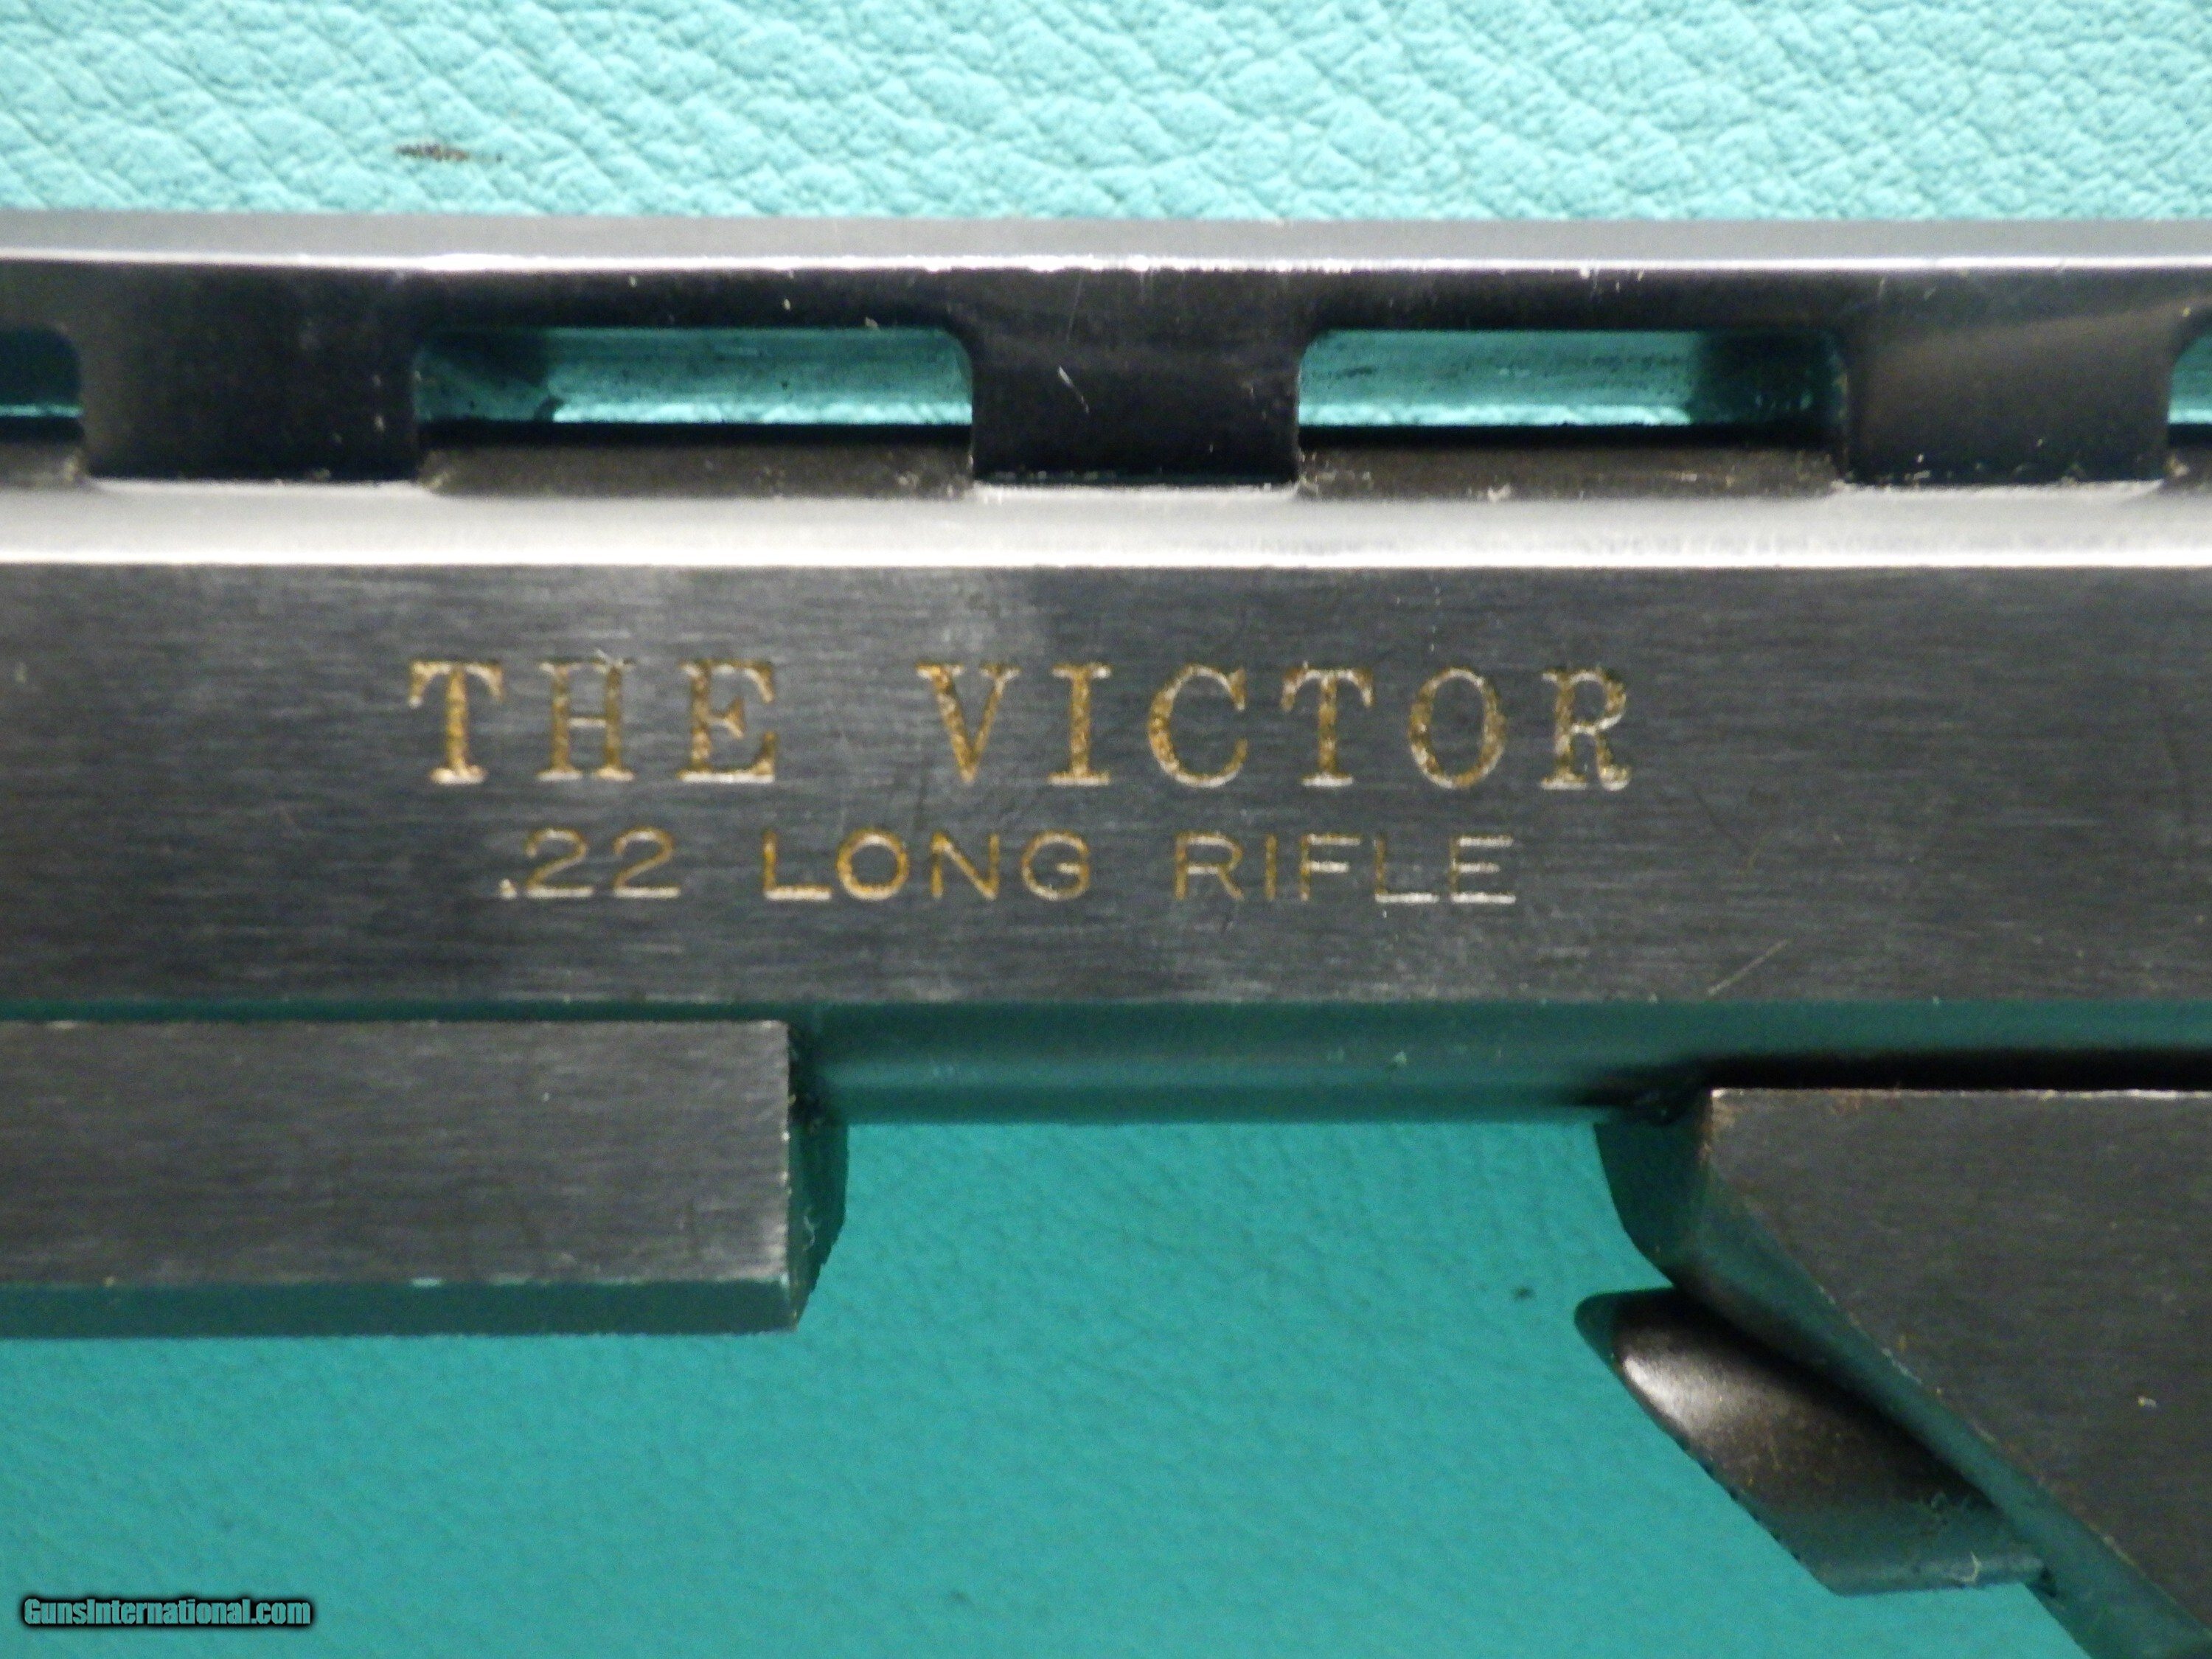 THE VICTOR
.22 LONG RIFLE
GunsInternational.com